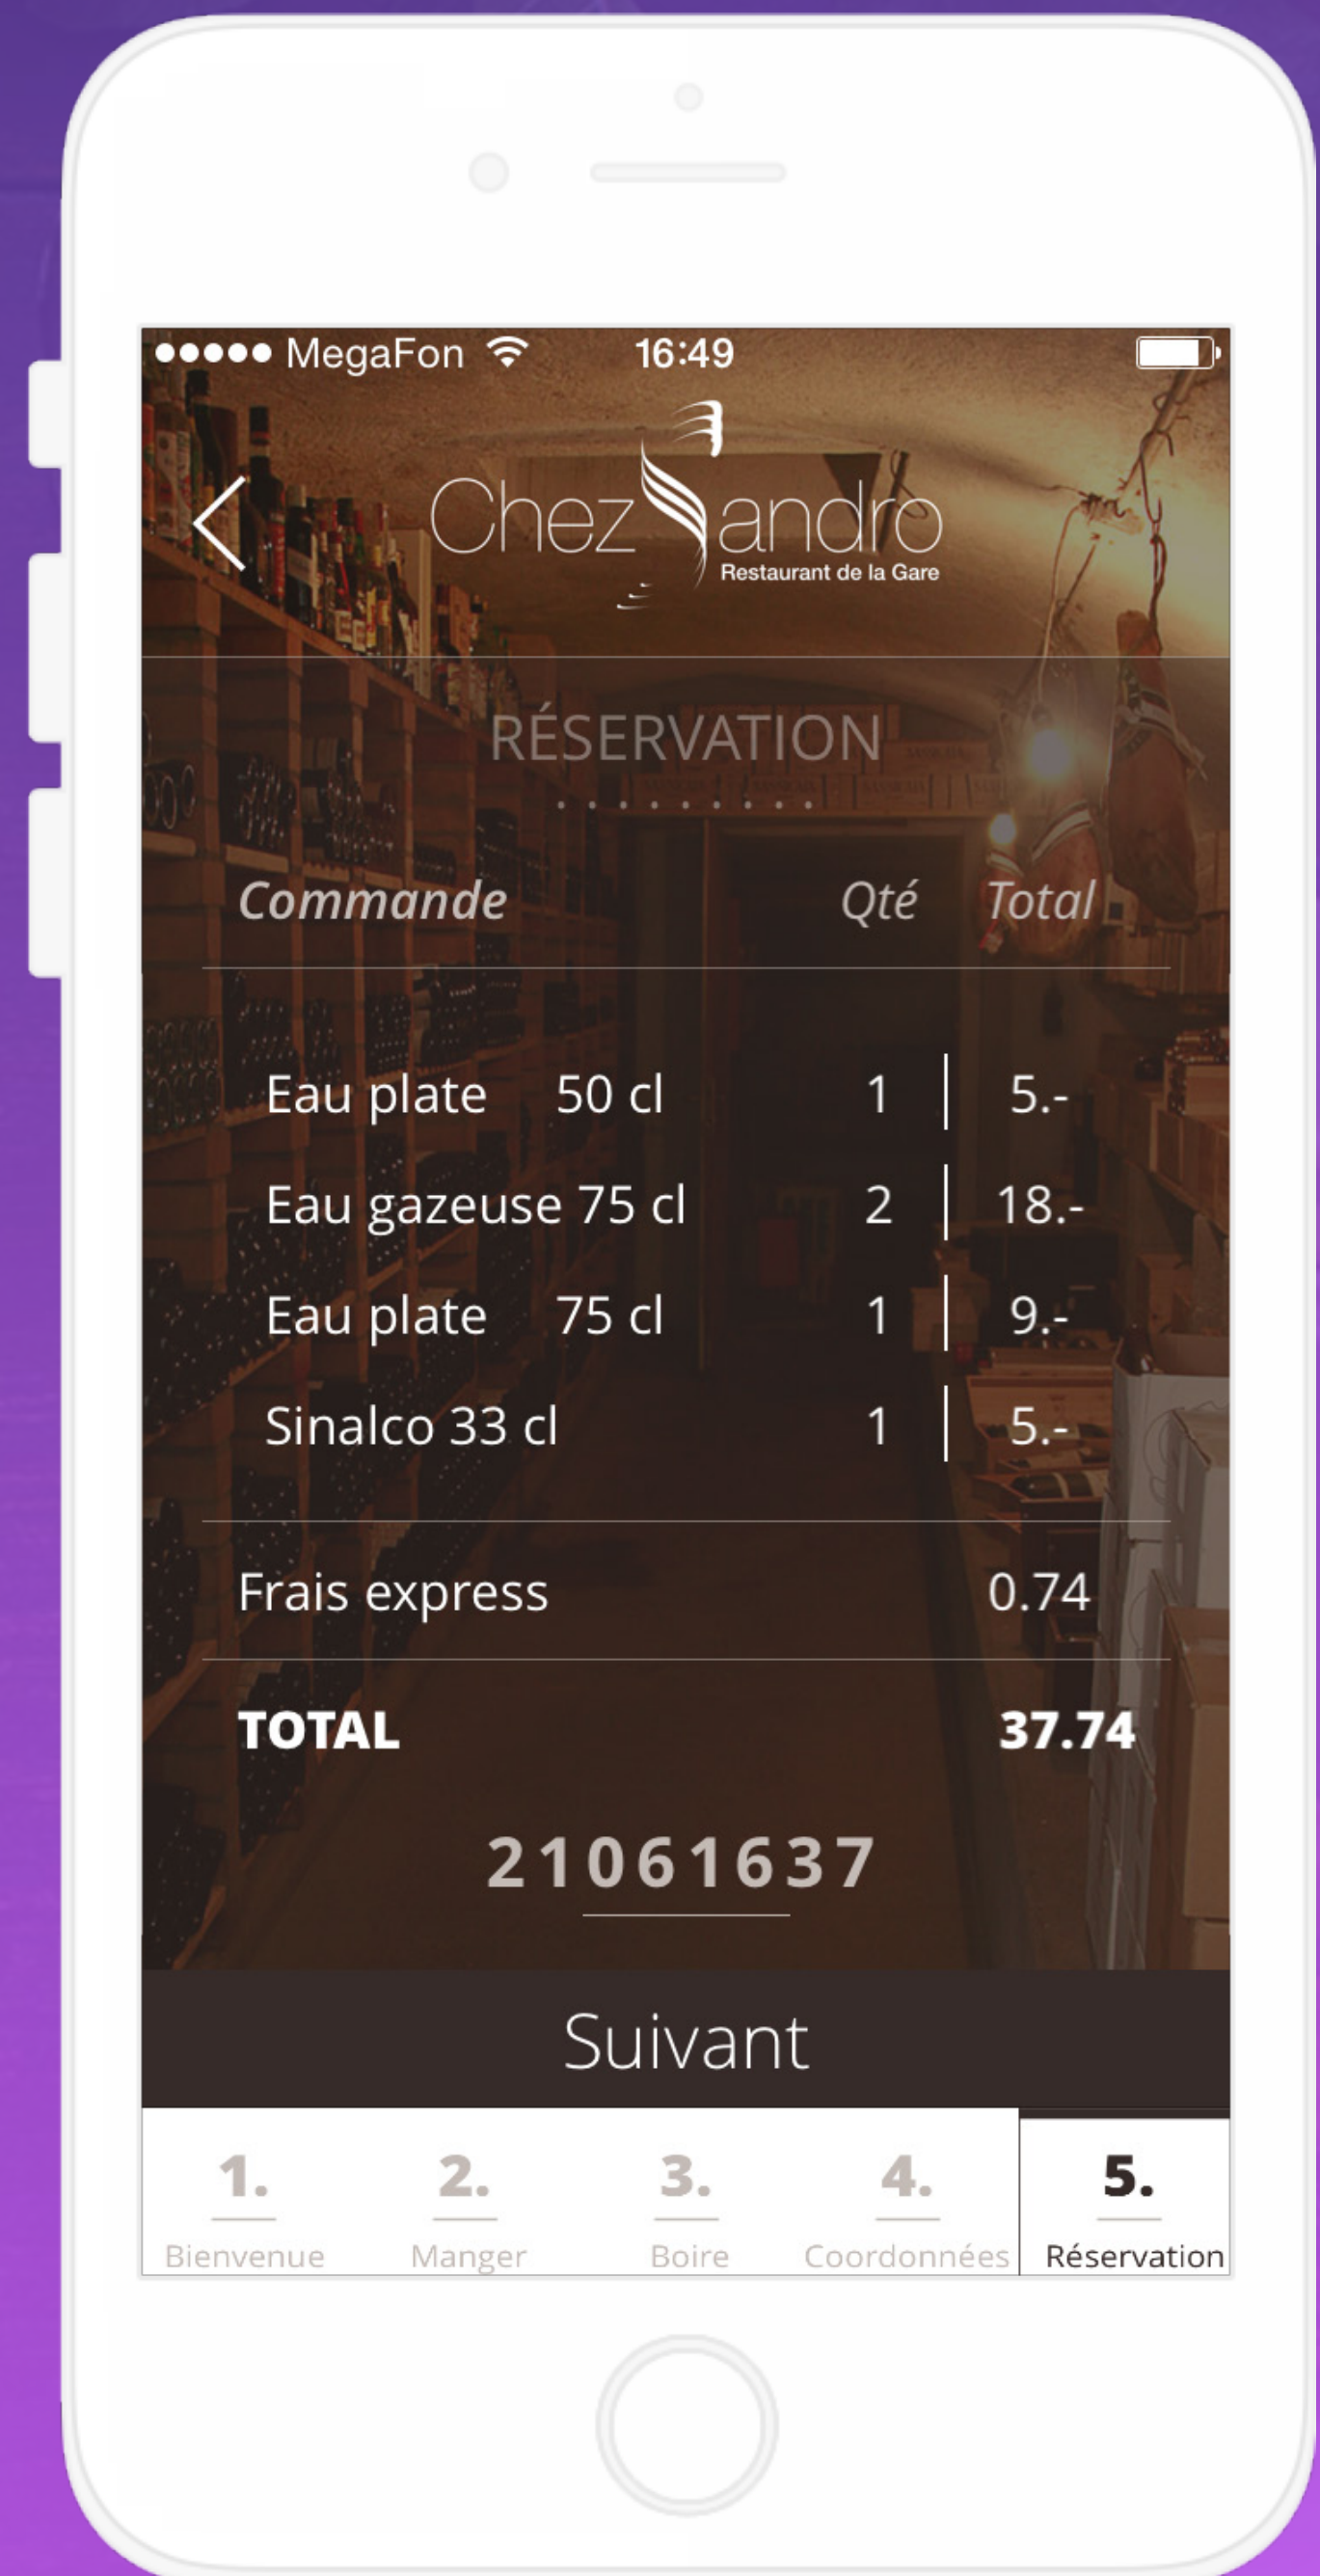 MegaFon 16:49
Chez Sandro
Restaurant de la Gare
RÉSERVATION
Commande Qté Total
Eau plate 50 cl 1 5.-
Eau gazeuse 75 cl 2 18.-
Eau plate 75 cl 1 9.-
Sinalco 33 cl 1 5.-
Frais express 0.74
TOTAL 37.74
21061637
Suivant
1. 2. 3. 4. 5.
Bienvenue Manger Boire Coordonnées Réservation